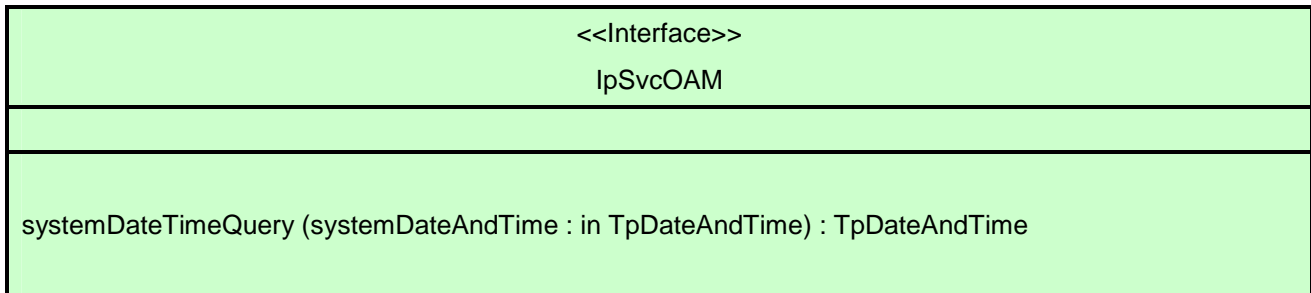 <<Interface>>
IpSvcOAM
systemDateTimeQuery (systemDateAndTime : in TpDateAndTime) : TpDateAndTime